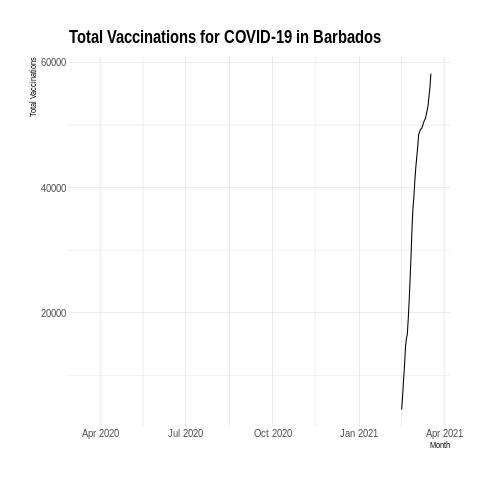 Total Vaccinations for COVID-19 in Barbados
Total Vaccinations
60000
40000
20000
Apr 2020 Jul 2020 Oct 2020 Jan 2021 Apr 2021
Month